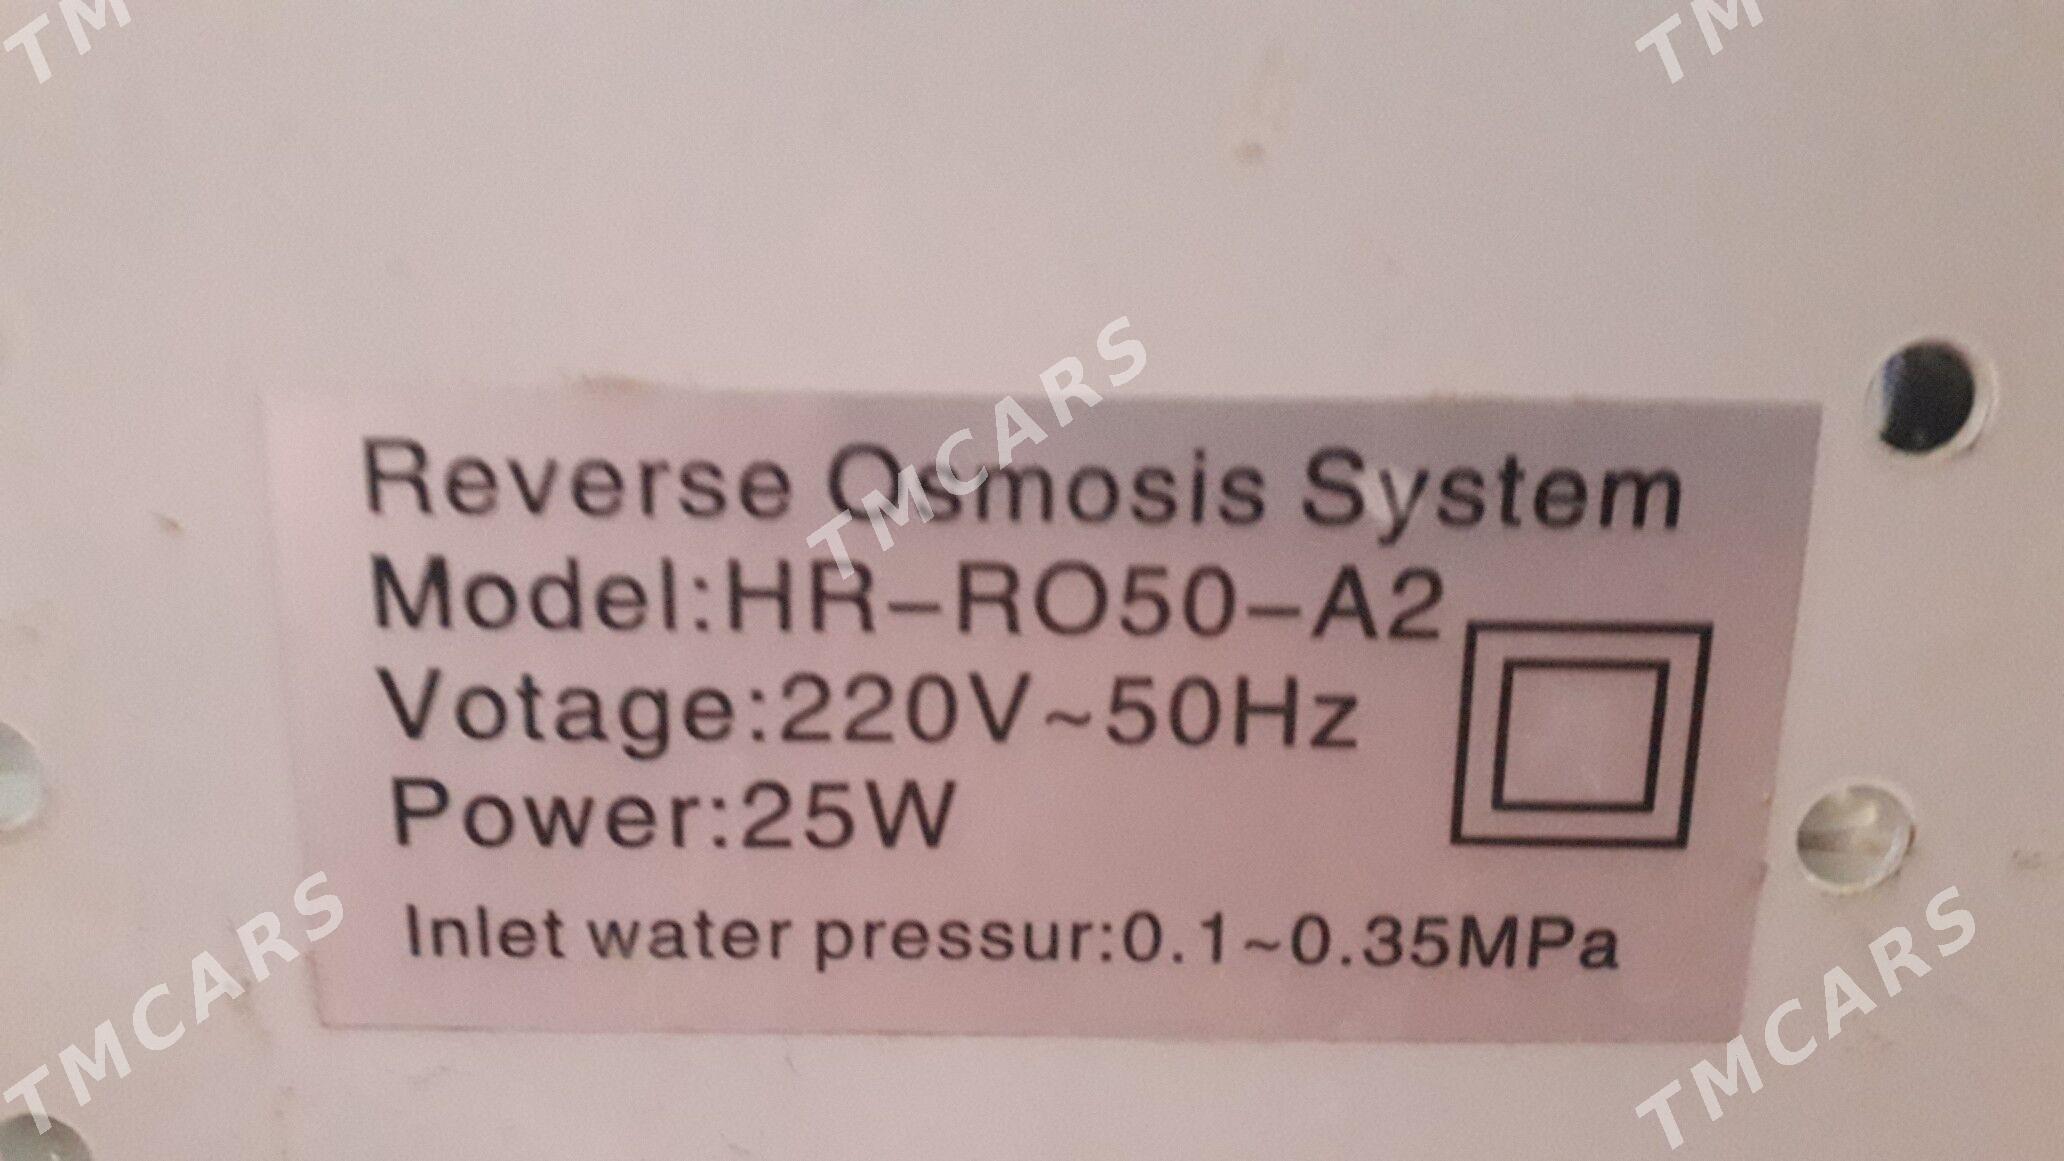 Reverse Osmosis System
Model:HR-RO50-A2
Votage:220V~50Hz
Power:25W
Inlet water pressur:0.1~0.35MPa
TM
TM
TMCARS
TMCARS
TMCARS